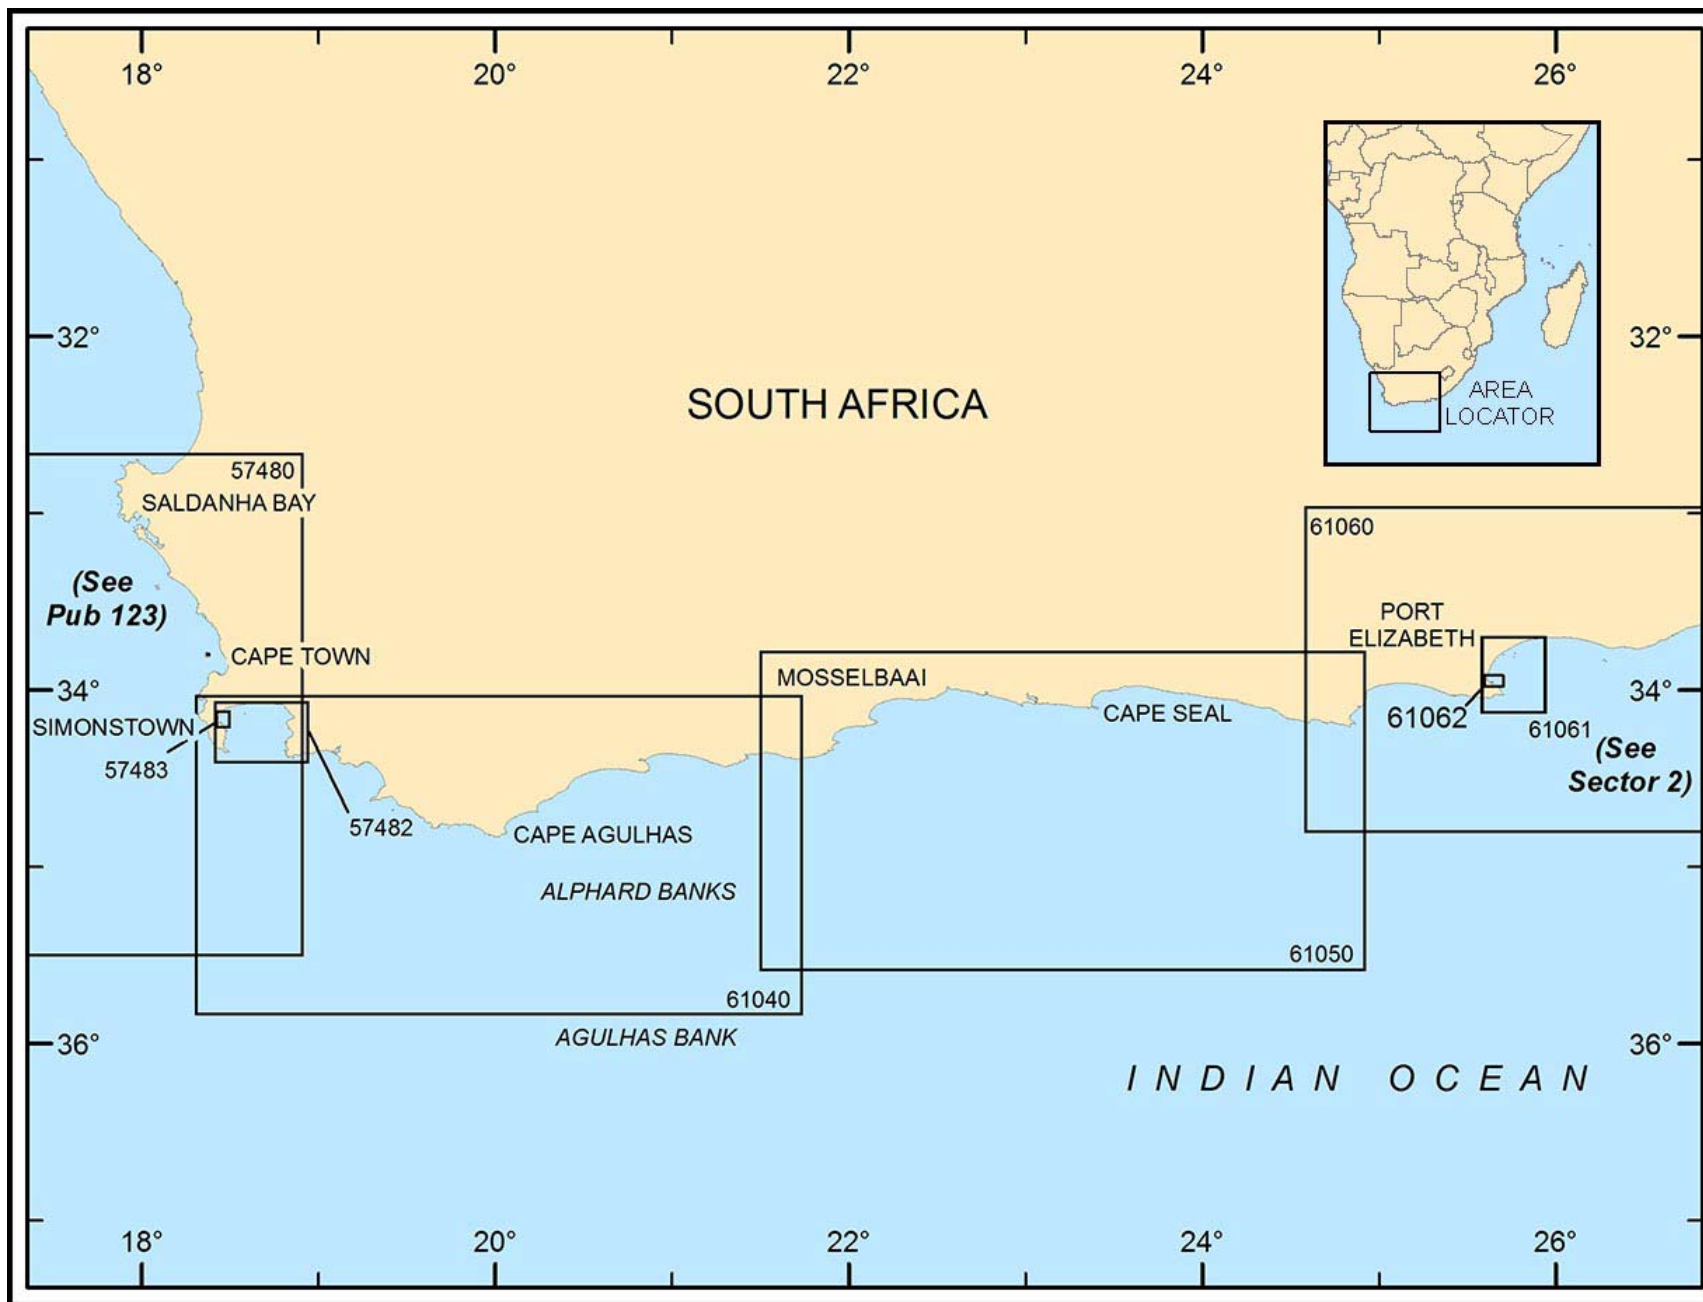 18°
20°
22°
24°
26°
32°
32°
SOUTH AFRICA
AREA
LOCATOR
57480
SALDANHA BAY
61060
(See
Pub 123)
PORT
ELIZABETH
CAPE TOWN
MOSSELBAAI
34°
34°
SIMONSTOWN
CAPE SEAL
61062
61061
57483
(See
Sector 2)
57482
CAPE AGULHAS
ALPHARD BANKS
61050
61040
AGULHAS BANK
36°
36°
INDIAN OCEAN
18°
20°
22°
24°
26°